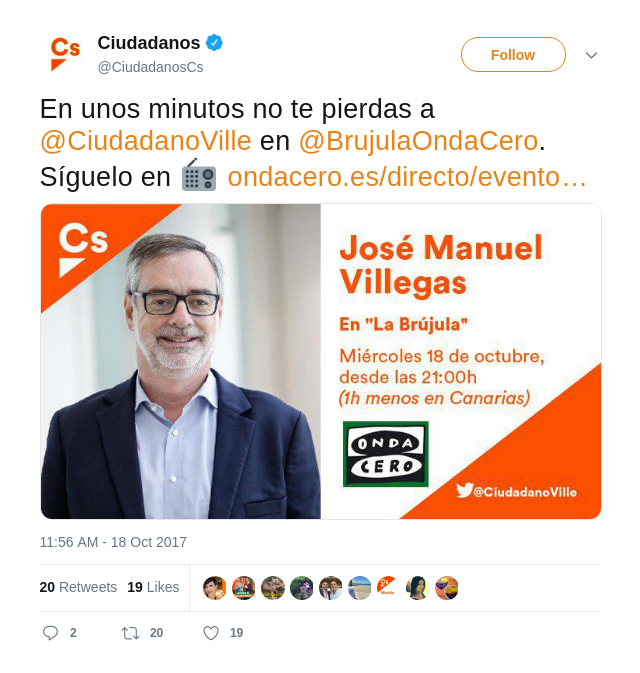 Ciudadanos
@CiudadanosCs
Follow
En unos minutos no te pierdas a
@CiudadanoVille en @BrujulaOndaCero.
Síguelo en ondacero.es/directo/evento…
Cs
Cs
José Manuel
Villegas
En "La Brújula"
Miércoles 18 de octubre,
desde las 21:00h
(1h menos en Canarias)
ONDA
CERO
@CiudadanoVille
11:56 AM - 18 Oct 2017
20 Retweets 19 Likes
2 20 19